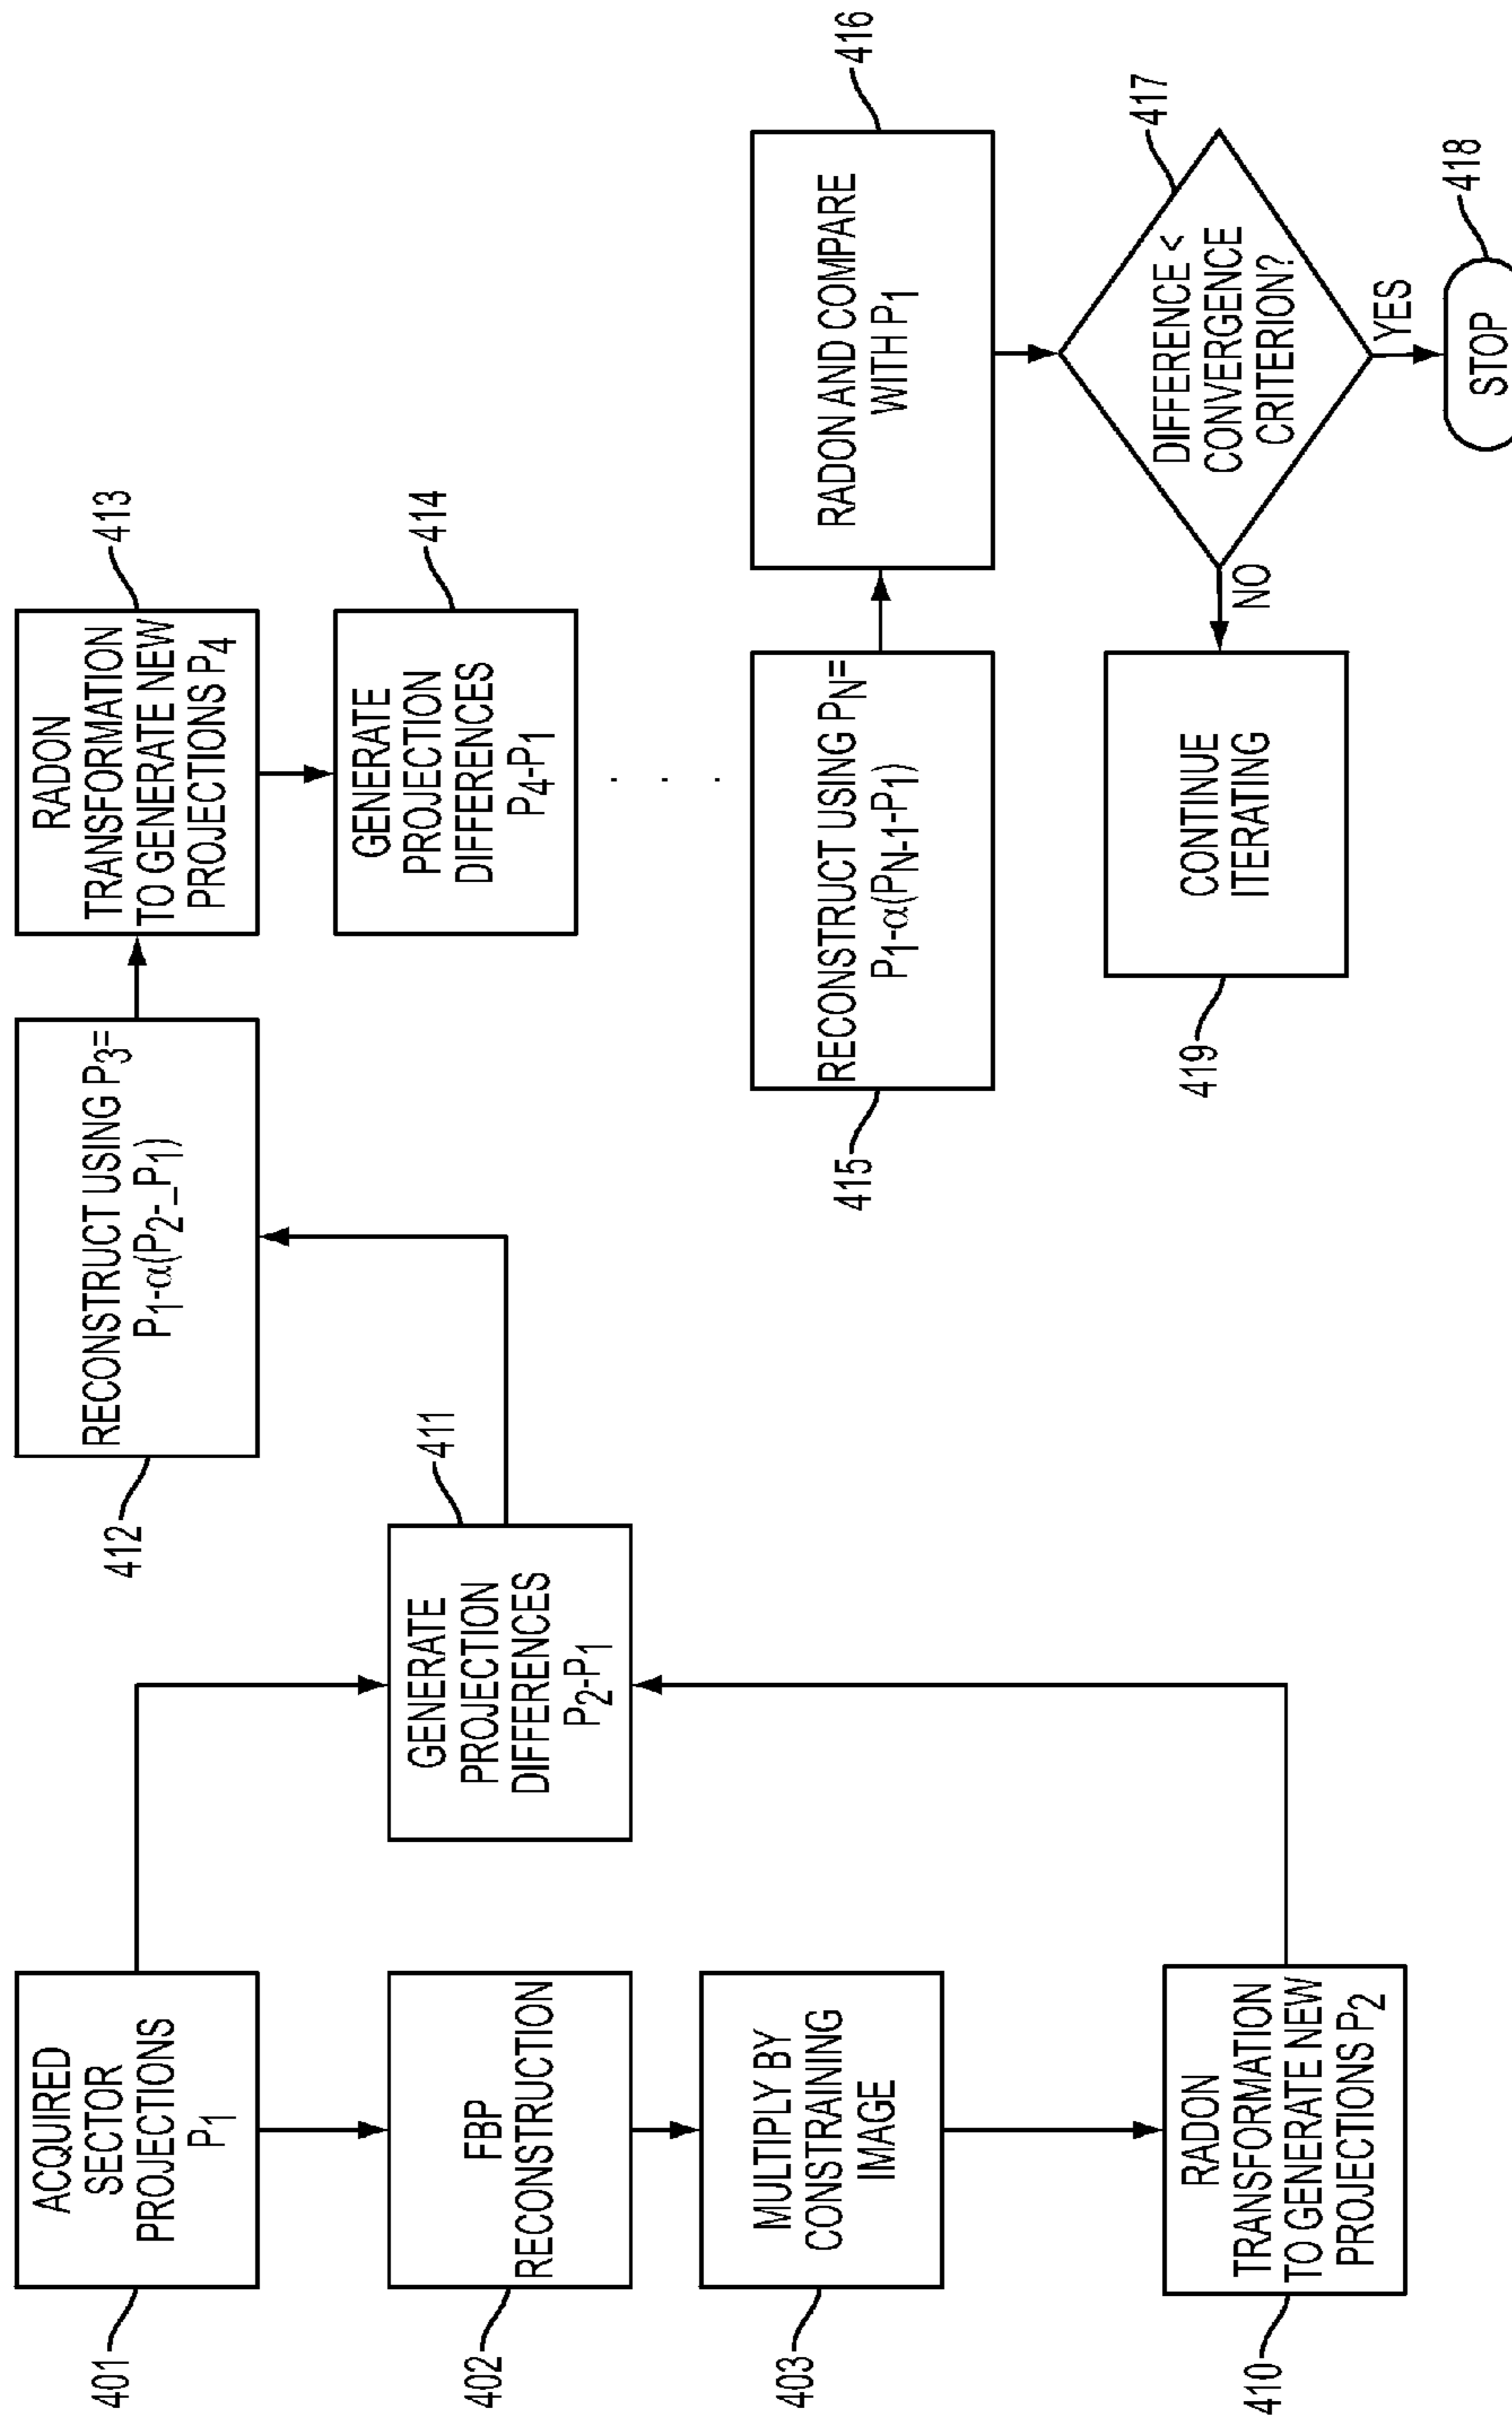 401
ACQUIRED
SECTOR
PROJECTIONS
P1
402
FBP
RECONSTRUCTION
403
MULTIPLY BY
CONSTRAINING
IMAGE
410
RADON
TRANSFORMATION
TO GENERATE NEW
PROJECTIONS P2
411
GENERATE
PROJECTION
DIFFERENCES
P2-P1
412
RECONSTRUCT USING P3=
P1-α(P2-_P1)
413
RADON
TRANSFORMATION
TO GENERATE NEW
PROJECTIONS P4
414
GENERATE
PROJECTION
DIFFERENCES
P4-P1
. . .
415
RECONSTRUCT USING PN=
P1-α(PN-1-P1)
416
RADON AND COMPARE
WITH P1
417
DIFFERENCE <
CONVERGENCE
CRITERION?
NO
YES
419
CONTINUE
ITERATING
418
STOP